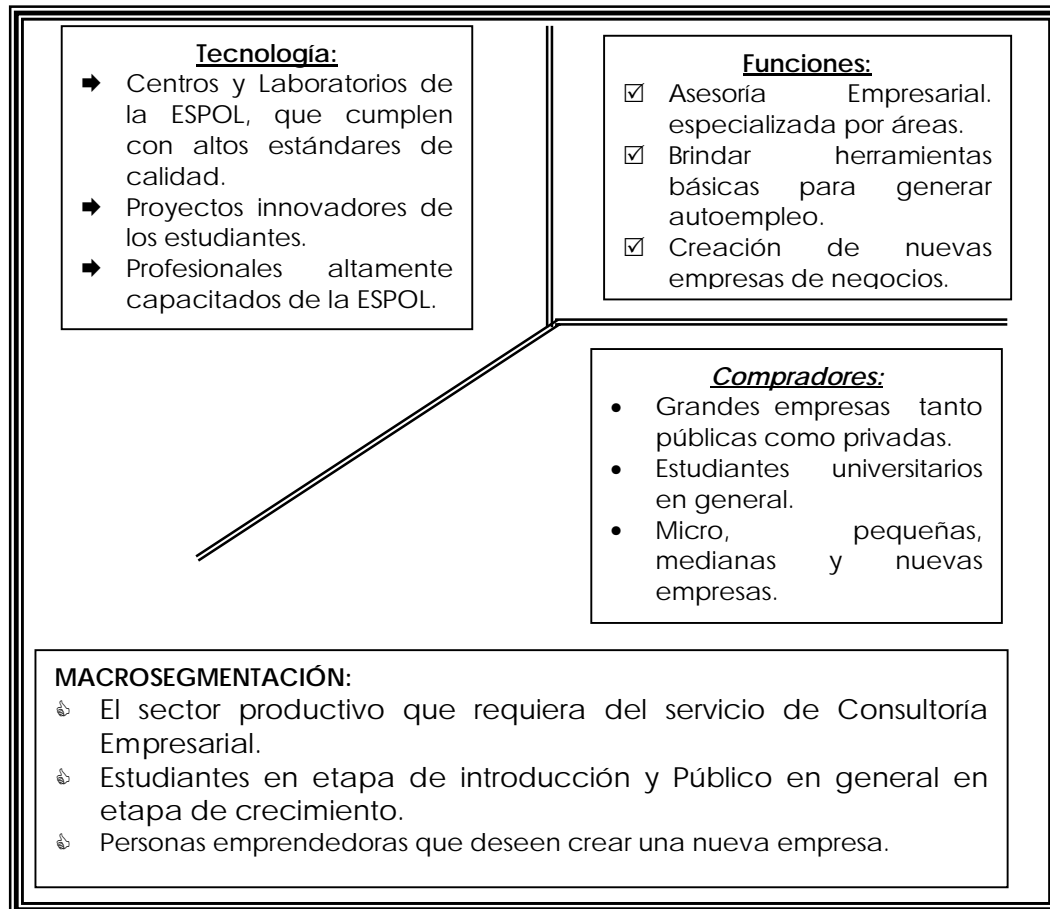 Tecnología:
Centros y Laboratorios de
la ESPOL, que cumplen
con altos estándares de
calidad.
Proyectos innovadores de
los estudiantes.
Profesionales altamente
capacitados de la ESPOL.
Funciones:
Asesoría Empresarial.
especializada por áreas.
Brindar herramientas
básicas para generar
autoempleo.
Creación de nuevas
empresas de negocios.
Compradores:
Grandes empresas tanto
públicas como privadas.
Estudiantes universitarios
en general.
Micro, pequeñas,
medianas y nuevas
empresas.
MACROSEGMENTACIÓN:
El sector productivo que requiera del servicio de Consultoría
Empresarial.
Estudiantes en etapa de introducción y Público en general en
etapa de crecimiento.
Personas emprendedoras que deseen crear una nueva empresa.